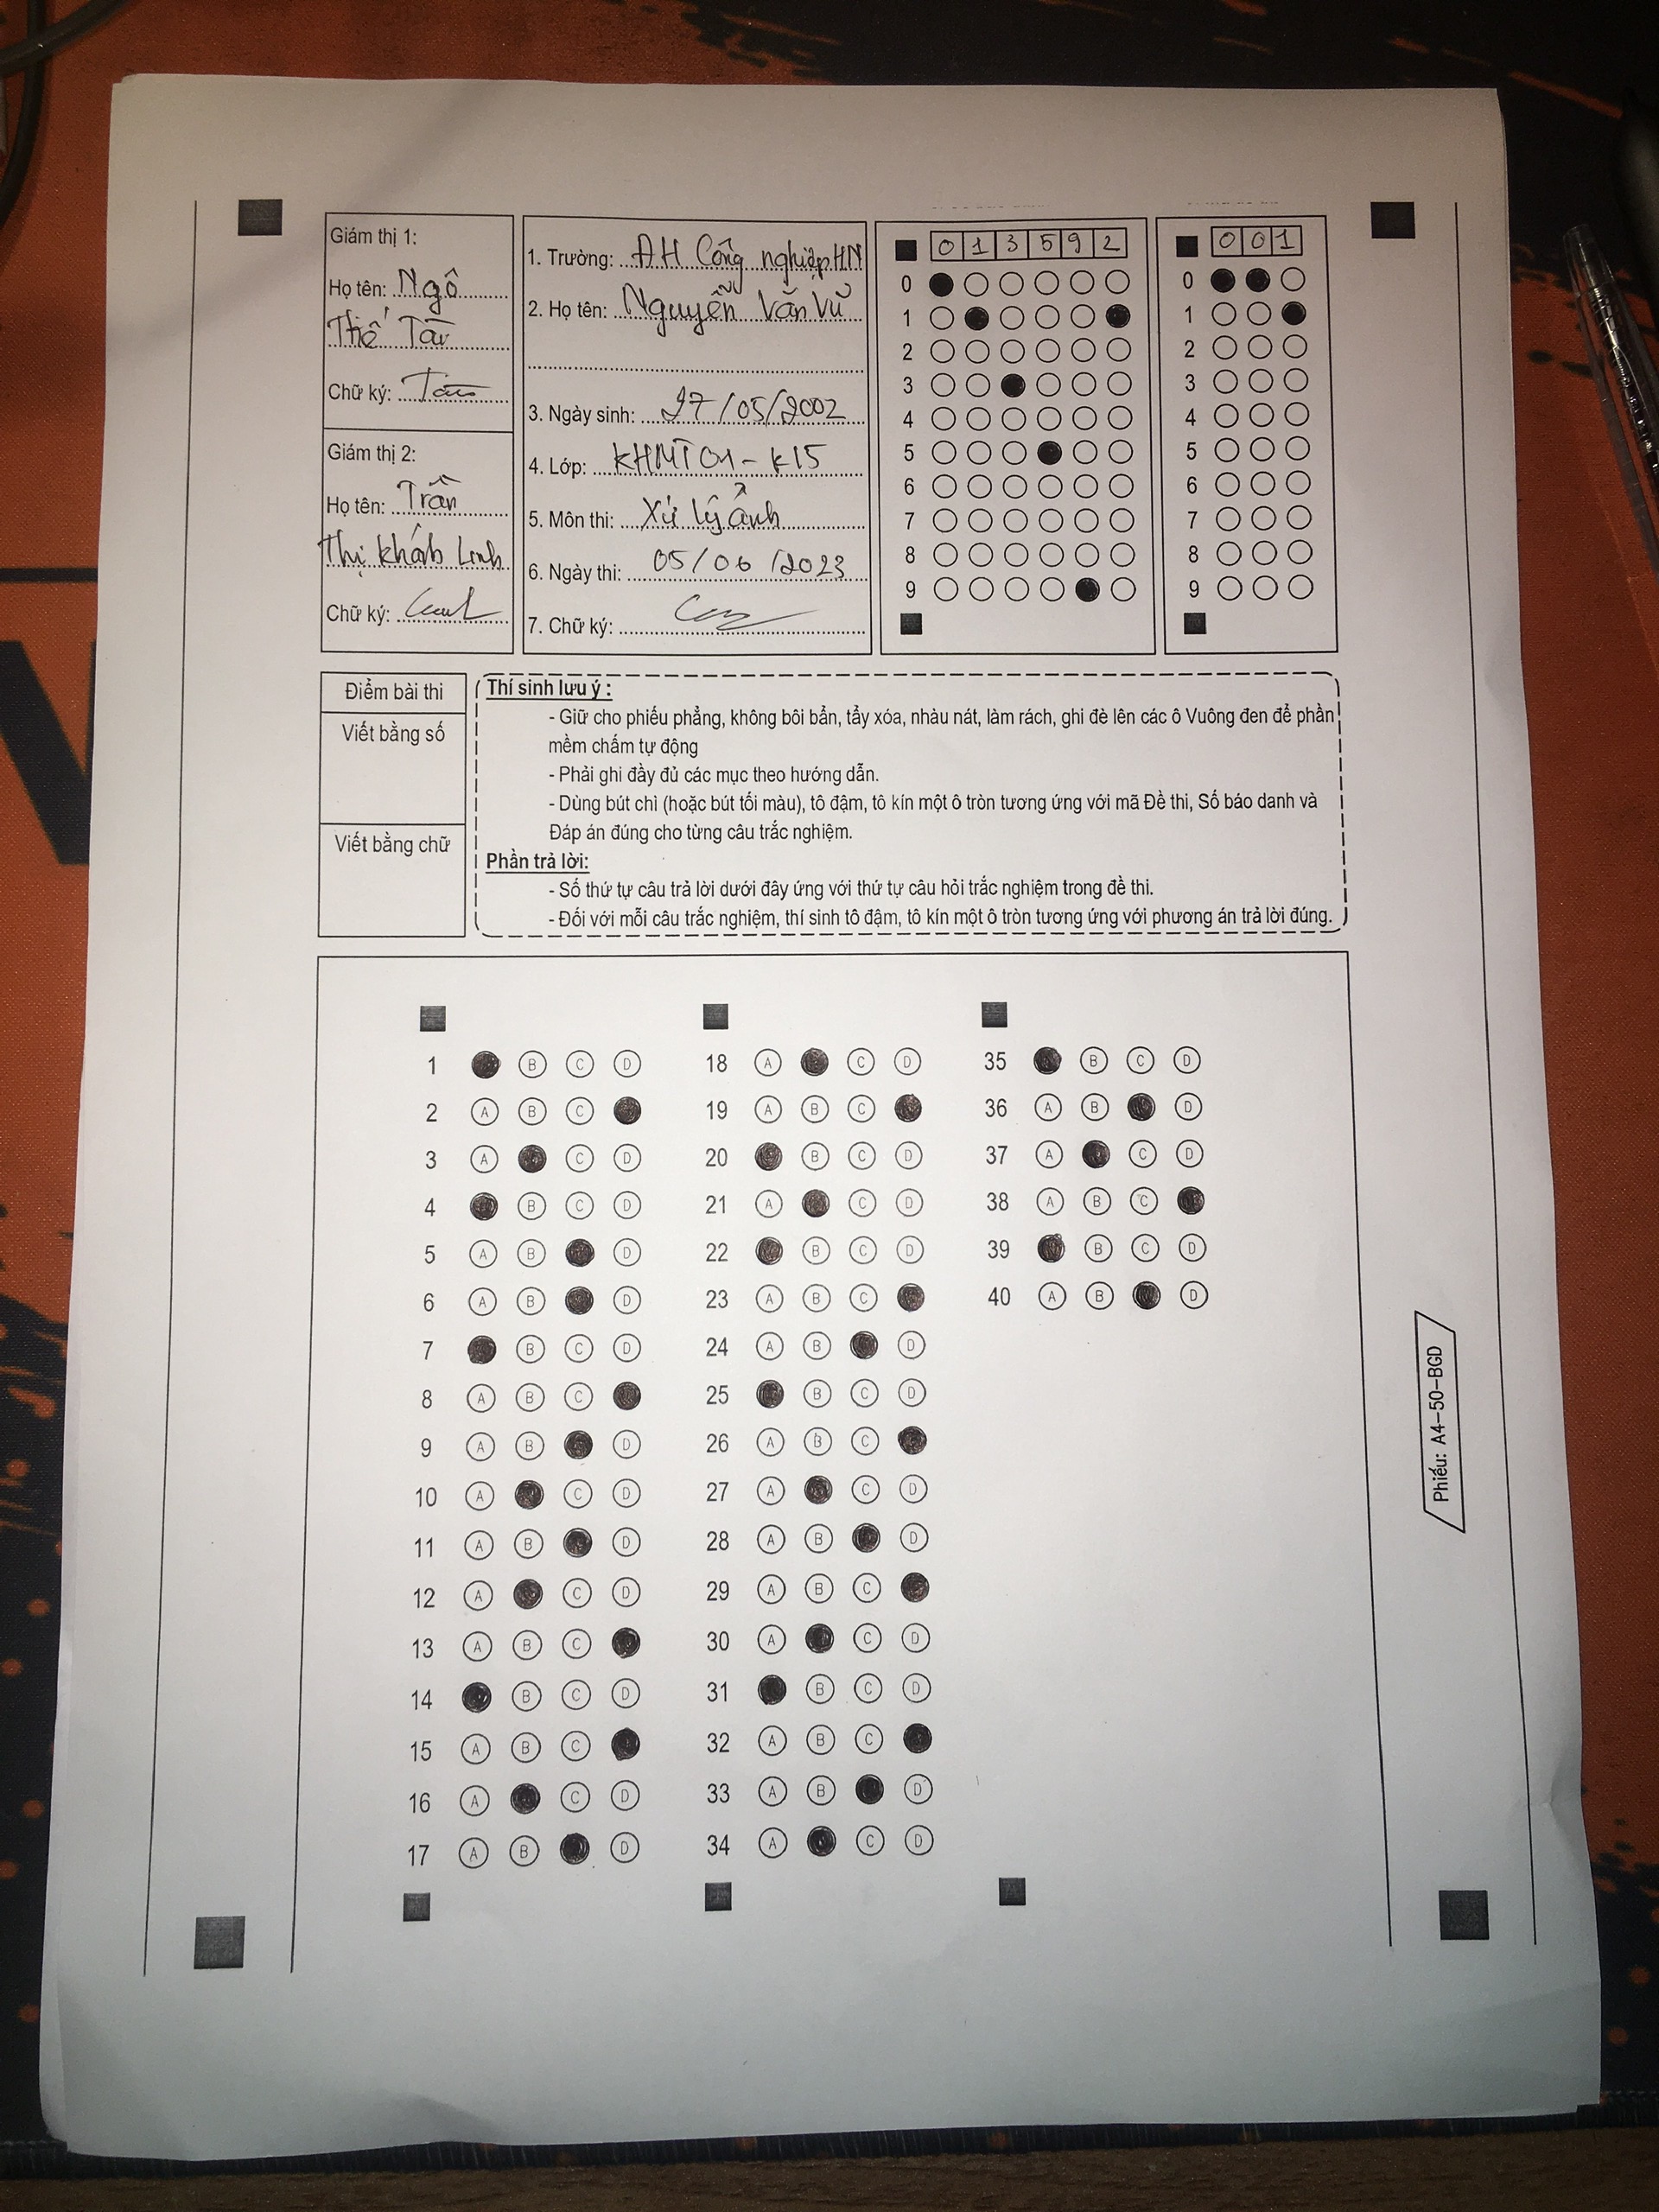 Giám thị 1:
Họ tên: Ngô
Thế Tài
Chữ ký: Tài
Giám thị 2:
Họ tên: Trần
Thị Khánh Linh
Chữ ký:
1. Trường: ĐH Công nghiệp HN
2. Họ tên: Nguyễn Văn Vũ
3. Ngày sinh: 27/05/2002
4. Lớp: KHMT01-K15
5. Môn thi: Xử lý ảnh
6. Ngày thi: 05/06/2023
7. Chữ ký:
0 1 3 5 9 2
0
1
2
3
4
5
6
7
8
9
0 0 1
0
1
2
3
4
5
6
7
8
9
Điểm bài thi
Viết bằng số
Viết bằng chữ
Thí sinh lưu ý :
- Giữ cho phiếu phẳng, không bôi bẩn, tẩy xóa, nhàu nát, làm rách, ghi đè lên các ô Vuông đen để phần
mềm chấm tự động
- Phải ghi đầy đủ các mục theo hướng dẫn.
- Dùng bút chì (hoặc bút tối màu), tô đậm, tô kín một ô tròn tương ứng với mã Đề thi, Số báo danh và
Đáp án đúng cho từng câu trắc nghiệm.
Phần trả lời:
- Số thứ tự câu trả lời dưới đây ứng với thứ tự câu hỏi trắc nghiệm trong đề thi.
- Đối với mỗi câu trắc nghiệm, thí sinh tô đậm, tô kín một ô tròn tương ứng với phương án trả lời đúng.
1 B C D
2 A B C
3 A C D
4 B C D
5 A B D
6 A B D
7 B C D
8 A B C
9 A B D
10 A C D
11 A B D
12 A C D
13 A B C
14 B C D
15 A B C
16 A C D
17 A B D
18 A C D
19 A B C
20 B C D
21 A C D
22 B C D
23 A B C
24 A B D
25 B C D
26 A B C
27 A C D
28 A B D
29 A B C
30 A C D
31 B C D
32 A B C
33 A B D
34 A C D
35 B C D
36 A B D
37 A C D
38 A B C
39 B C D
40 A B D
Phiếu: A4-50-BGD